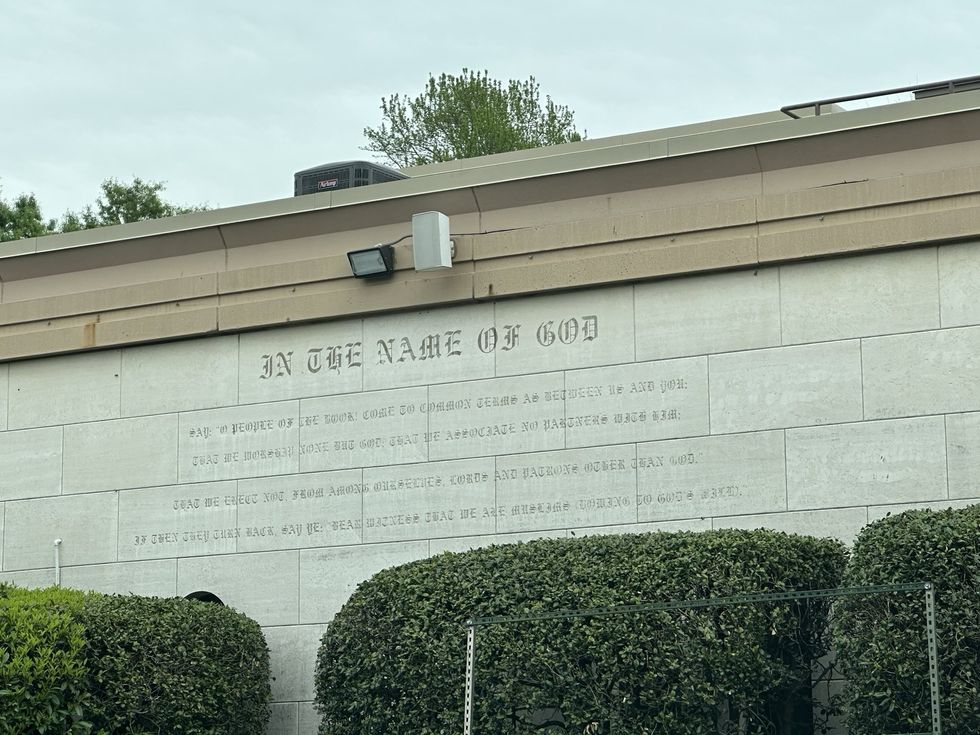 IN THE NAME OF GOD
SAY: "O PEOPLE OF THE BOOK! COME TO COMMON TERMS AS BETWEEN US AND YOU:
THAT WE WORSHIP NONE BUT GOD; THAT WE ASSOCIATE NO PARTNERS WITH HIM;
THAT WE ERECT NOT, FROM AMONG OURSELVES, LORDS AND PATRONS OTHER THAN GOD."
IF THEN THEY TURN BACK, SAY YE: "BEAR WITNESS THAT WE ARE MUSLIMS (BOWING TO GOD'S WILL).